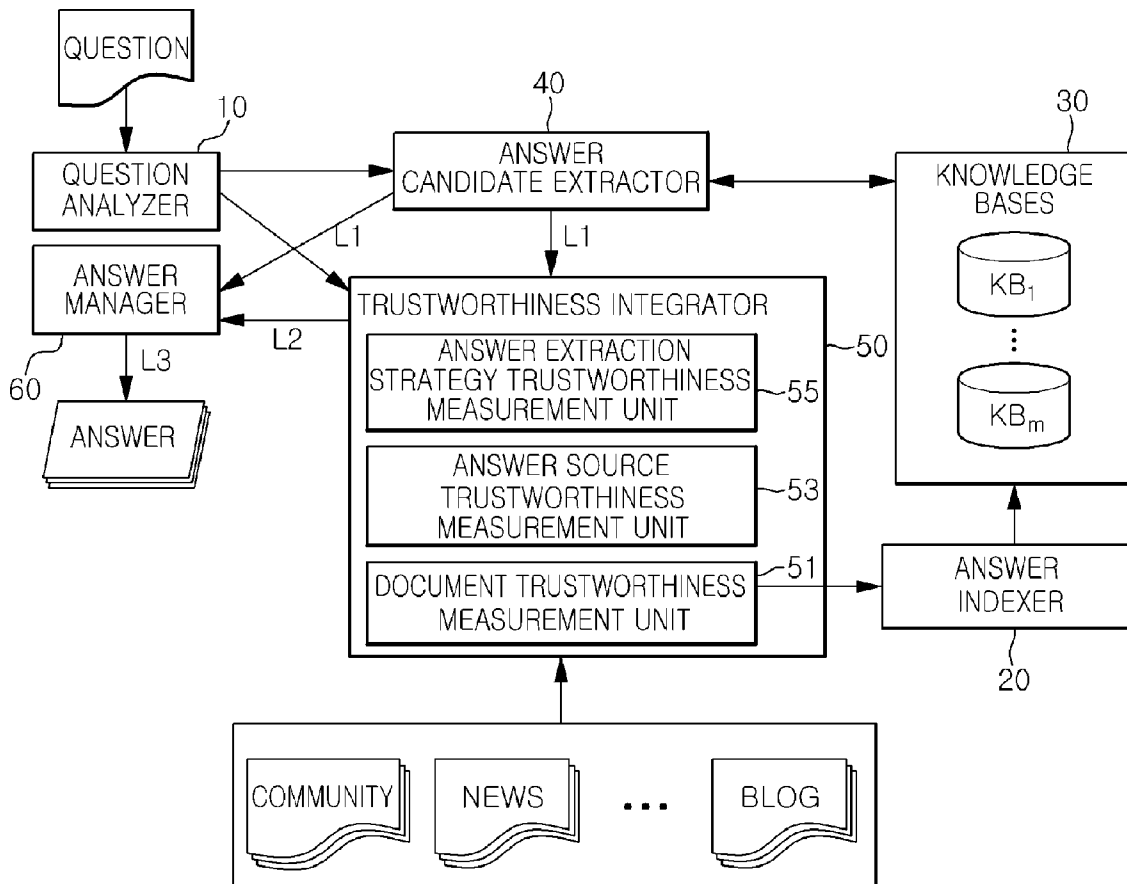 QUESTION
10
QUESTION
ANALYZER
40
ANSWER
CANDIDATE EXTRACTOR
30
KNOWLEDGE
BASES
KB1
KBm
L1
L1
ANSWER
MANAGER
60
L2
L3
ANSWER
TRUSTWORTHINESS INTEGRATOR
50
ANSWER EXTRACTION
STRATEGY TRUSTWORTHINESS
MEASUREMENT UNIT
55
ANSWER SOURCE
TRUSTWORTHINESS
MEASUREMENT UNIT
53
DOCUMENT TRUSTWORTHINESS
MEASUREMENT UNIT
51
ANSWER
INDEXER
20
COMMUNITY
NEWS
...
BLOG